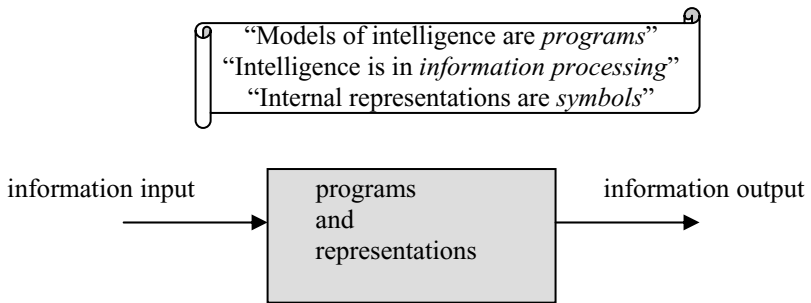 “Models of intelligence are programs”
“Intelligence is in information processing”
“Internal representations are symbols”
information input
programs
and
representations
information output